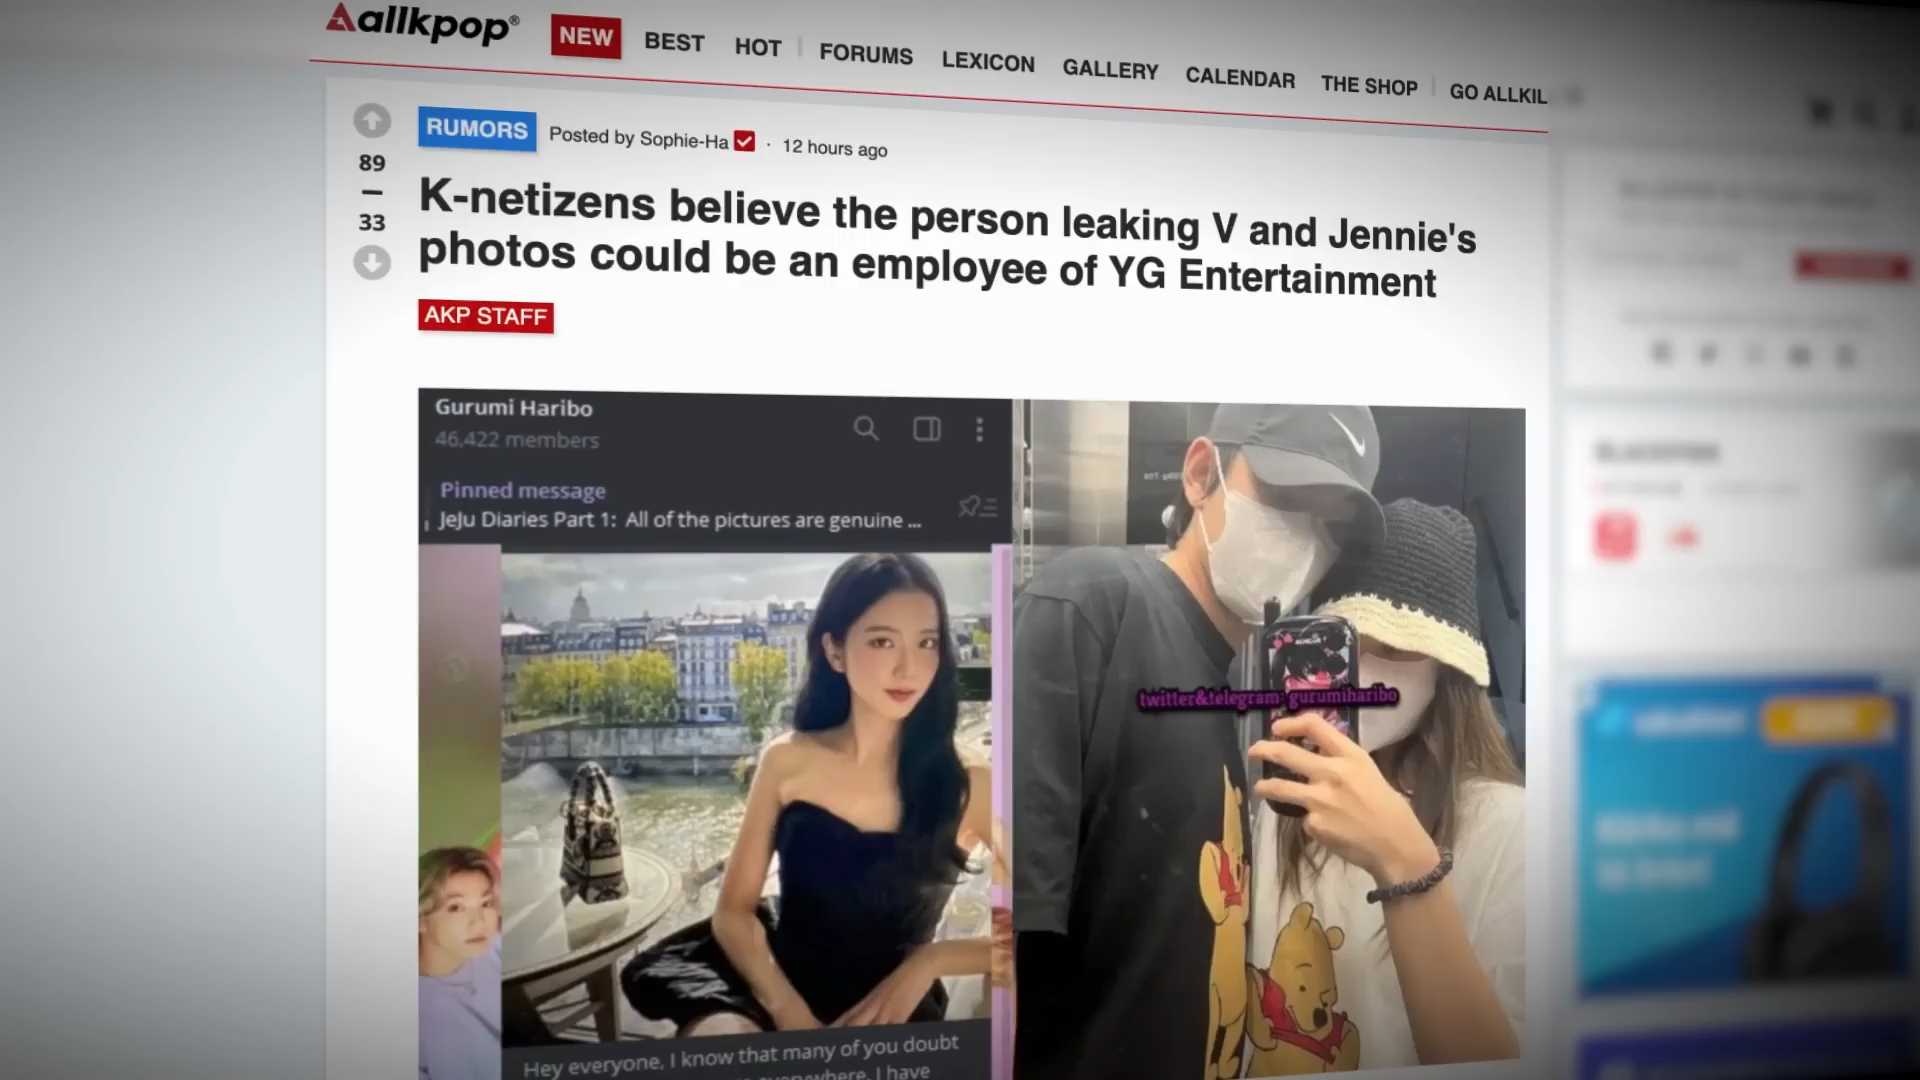 allkpop®
NEW BEST HOT FORUMS LEXICON GALLERY CALENDAR THE SHOP GO ALLKIL
RUMORS Posted by Sophie-Ha · 12 hours ago
89
33
K-netizens believe the person leaking V and Jennie's
photos could be an employee of YG Entertainment
AKP STAFF
Gurumi Haribo
46,422 members
Pinned message
JeJu Diaries Part 1: All of the pictures are genuine ...
twitter&telegram: gurumiharibo
Hey everyone, I know that many of you doubt
everywhere, I have